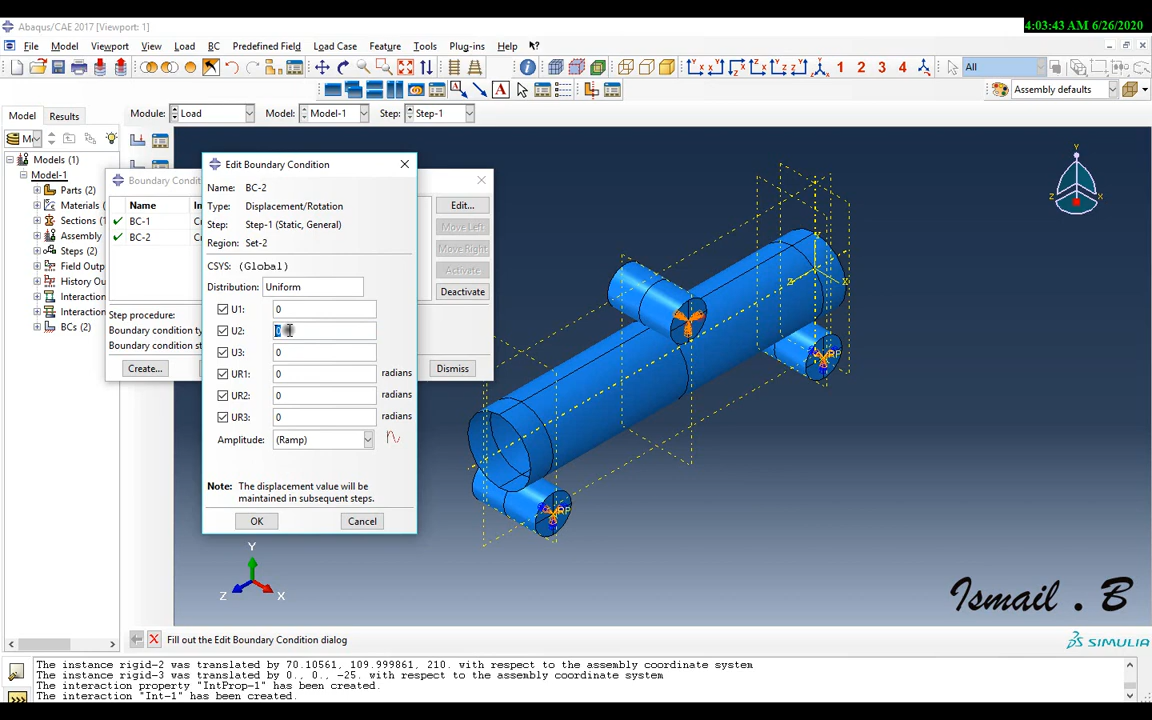 4:03:43 AM 6/26/2020
Abaqus/CAE 2017 [Viewport: 1]
File Model Viewport View Load BC Predefined Field Load Case Feature Tools Plug-ins Help
1 2 3 4 All
Assembly defaults
Model Results Module: Load Model: Model-1 Step: Step-1
Models (1)
Model-1
Parts (2)
Materials (
Sections (1
Assembly
Steps (2)
Field Outp
History Ou
Interaction
Interaction
BCs (2)
Boundary Conditi
Name
BC-1
BC-2
Edit...
Move Left
Move Right
Activate
Deactivate
Step procedure:
Boundary condition ty
Boundary condition sta
Create...
Dismiss
Edit Boundary Condition
Name: BC-2
Type: Displacement/Rotation
Step: Step-1 (Static, General)
Region: Set-2
CSYS: (Global)
Distribution: Uniform
U1: 0
U2: 0
U3: 0
UR1: 0 radians
UR2: 0 radians
UR3: 0 radians
Amplitude: (Ramp)
Note: The displacement value will be
maintained in subsequent steps.
OK Cancel
Y
Z X
Y
Z X
RP
RP
Y
Z X
Ismail . B
SIMULIA
Fill out the Edit Boundary Condition dialog
The instance rigid-2 was translated by 70.10561, 109.999861, 210. with respect to the assembly coordinate system
The instance rigid-3 was translated by 0., 0., -25. with respect to the assembly coordinate system
The interaction property "IntProp-1" has been created.
The interaction "Int-1" has been created.